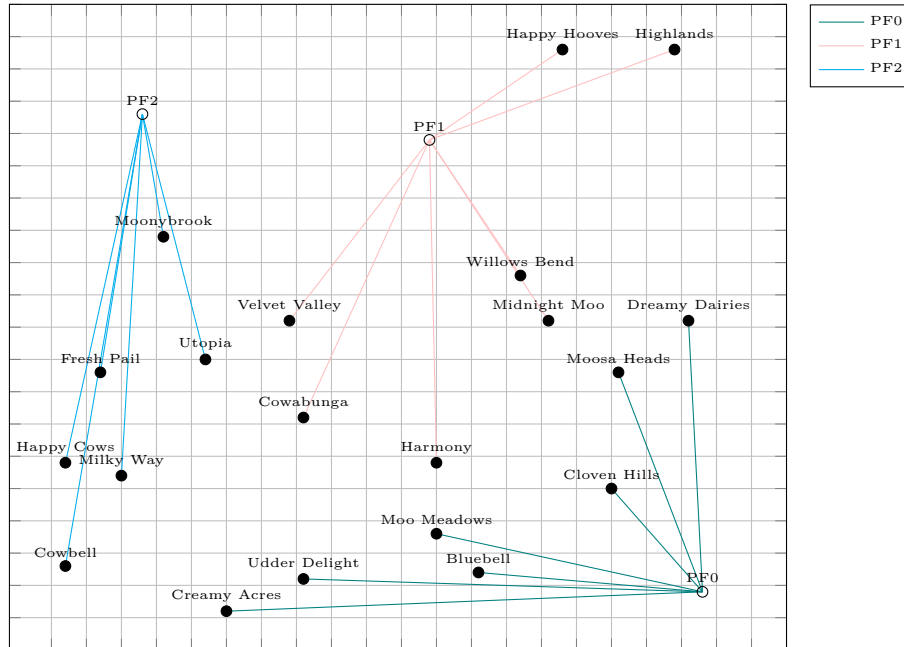 PF0
PF1
PF2
Happy Hooves
Highlands
PF2
PF1
Moonybrook
Willows Bend
Velvet Valley
Midnight Moo
Dreamy Dairies
Utopia
Fresh Pail
Moosa Heads
Cowabunga
Happy Cows
Harmony
Milky Way
Cloven Hills
Moo Meadows
Cowbell
Udder Delight
Bluebell
PF0
Creamy Acres